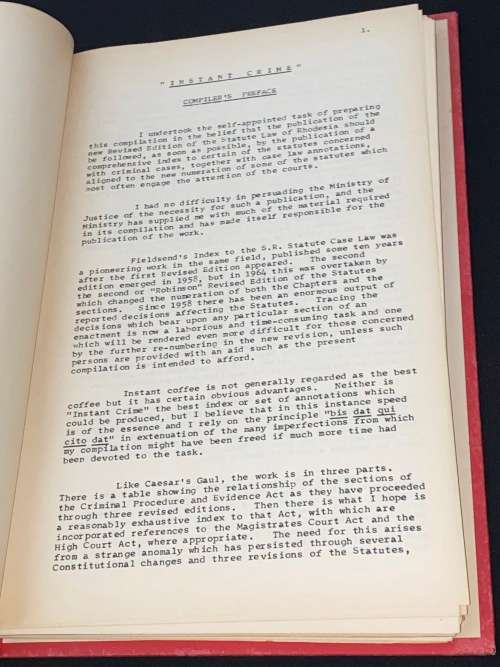 1.
" I N S T A N T  C R I M E "
COMPILER'S PREFACE
I undertook the self-appointed task of preparing
this compilation in the belief that the publication of the
new Revised Edition of the Statute Law of Rhodesia should
be followed, as soon as possible, by the publication of a
comprehensive index to certain of the statutes concerned
with criminal cases, together with case law annotations,
aligned to the new numeration of some of the statutes which
most often engage the attention of the courts.
I had no difficulty in persuading the Ministry of
Justice of the necessity for such a publication, and the
Ministry has supplied me with much of the material required
in its compilation and has made itself responsible for the
publication of the work.
Fieldsend's Index to the S.R. Statute Case Law was
a pioneering work in the same field, published some ten years
after the first Revised Edition appeared. The second
edition emerged in 1958, but in 1964 this was overtaken by
the second or "Robinson" Revised Edition of the Statutes
which changed the numeration of both the Chapters and the
sections. Since 1958 there has been an enormous output of
reported decisions affecting the Statutes. Tracing the
decisions which bear upon any particular section of an
enactment is now a laborious and time-consuming task and one
which will be rendered even more difficult for those concerned
by the further re-numbering in the new revision, unless such
persons are provided with an aid such as the present
compilation is intended to afford.
Instant coffee is not generally regarded as the best
coffee but it has certain obvious advantages. Neither is
"Instant Crime" the best index or set of annotations which
could be produced, but I believe that in this instance speed
is of the essence and I rely on the principle "bis dat qui
cito dat" in extenuation of the many imperfections from which
my compilation might have been freed if much more time had
been devoted to the task.
Like Caesar's Gaul, the work is in three parts.
There is a table showing the relationship of the sections of
the Criminal Procedure and Evidence Act as they have proceeded
through three revised editions. Then there is what I hope is
a reasonably exhaustive index to that Act, with which are
incorporated references to the Magistrates Court Act and the
High Court Act, where appropriate. The need for this arises
from a strange anomaly which has persisted through several
Constitutional changes and three revisions of the Statutes,